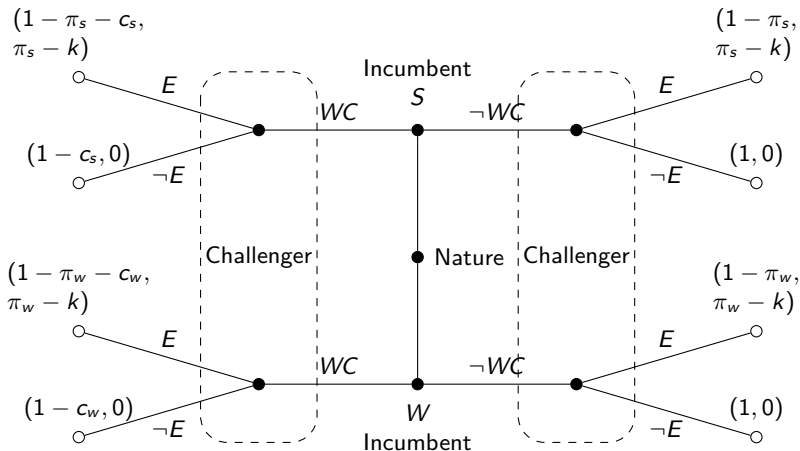 (1 − π_s − c_s,
π_s − k)
(1 − π_s,
π_s − k)
Incumbent
S
E
WC
¬WC
E
(1 − c_s, 0)
¬E
¬E
(1, 0)
Challenger
Nature
Challenger
(1 − π_w − c_w,
π_w − k)
(1 − π_w,
π_w − k)
E
WC
¬WC
E
(1 − c_w, 0)
¬E
W
Incumbent
¬E
(1, 0)